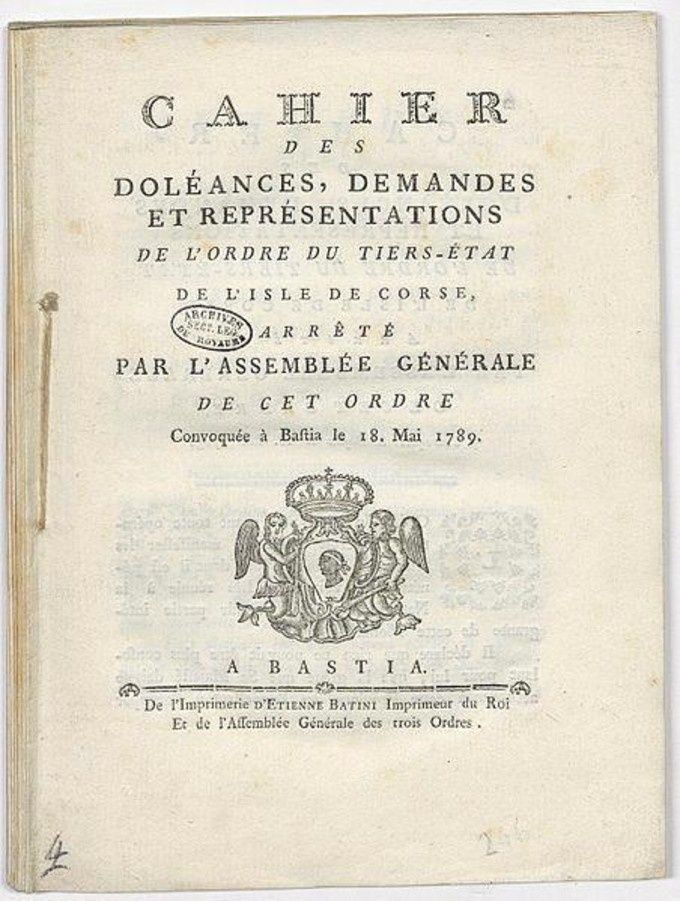 CAHIER
DES
DOLÉANCES, DEMANDES
ET REPRÉSENTATIONS
DE L'ORDRE DU TIERS-ÉTAT
DE L'ISLE DE CORSE,
ARCHIVES
SECT. LEG.
DU ROYAUME
ARRÊTÉ
PAR L'ASSEMBLÉE GÉNÉRALE
DE CET ORDRE
Convoquée à Baſtia le 18. Mai 1789.
A BASTIA.
De l'Imprimerie D'ETIENNE BATINI Imprimeur du Roi
Et de l'Aſſemblée Générale des trois Ordres.
4